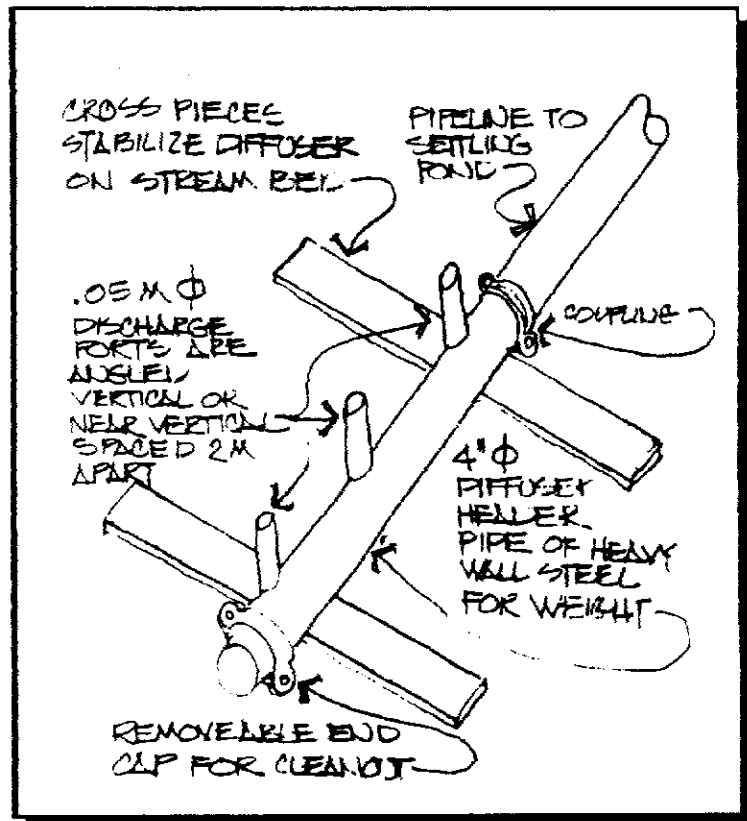 CROSS PIECES
STABILIZE DIFFUSER
ON STREAM BED
PIPELINE TO
SETTLING
POND
.05 M Φ
DISCHARGE
PORTS ARE
ANGLED
VERTICAL OR
NEAR VERTICAL
SPACED 2M
APART
COUPLING
4" Φ
DIFFUSER
HEADER
PIPE OF HEAVY
WALL STEEL
FOR WEIGHT
REMOVEABLE END
CAP FOR CLEANOUT